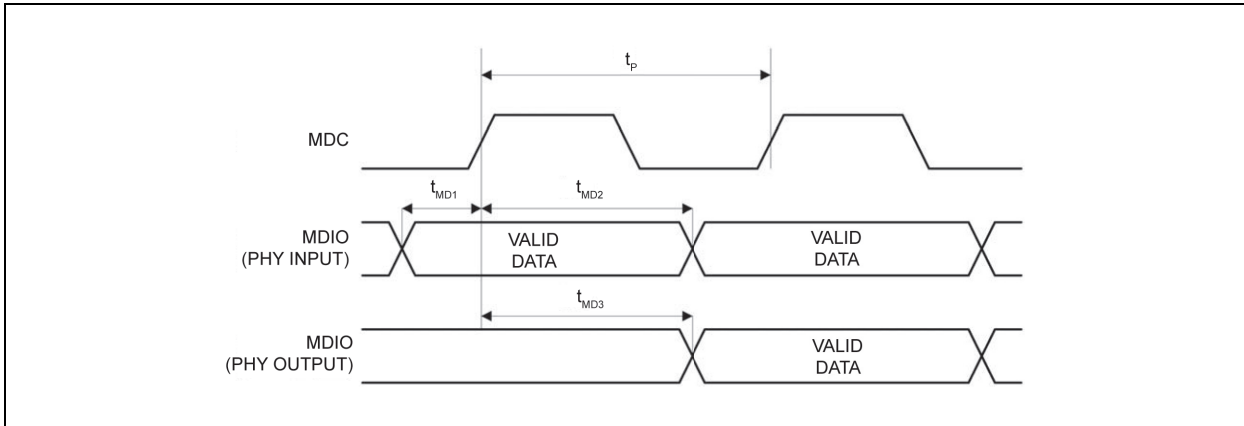 tP
MDC
tMD1
tMD2
MDIO
(PHY INPUT)
VALID
DATA
VALID
DATA
tMD3
MDIO
(PHY OUTPUT)
VALID
DATA